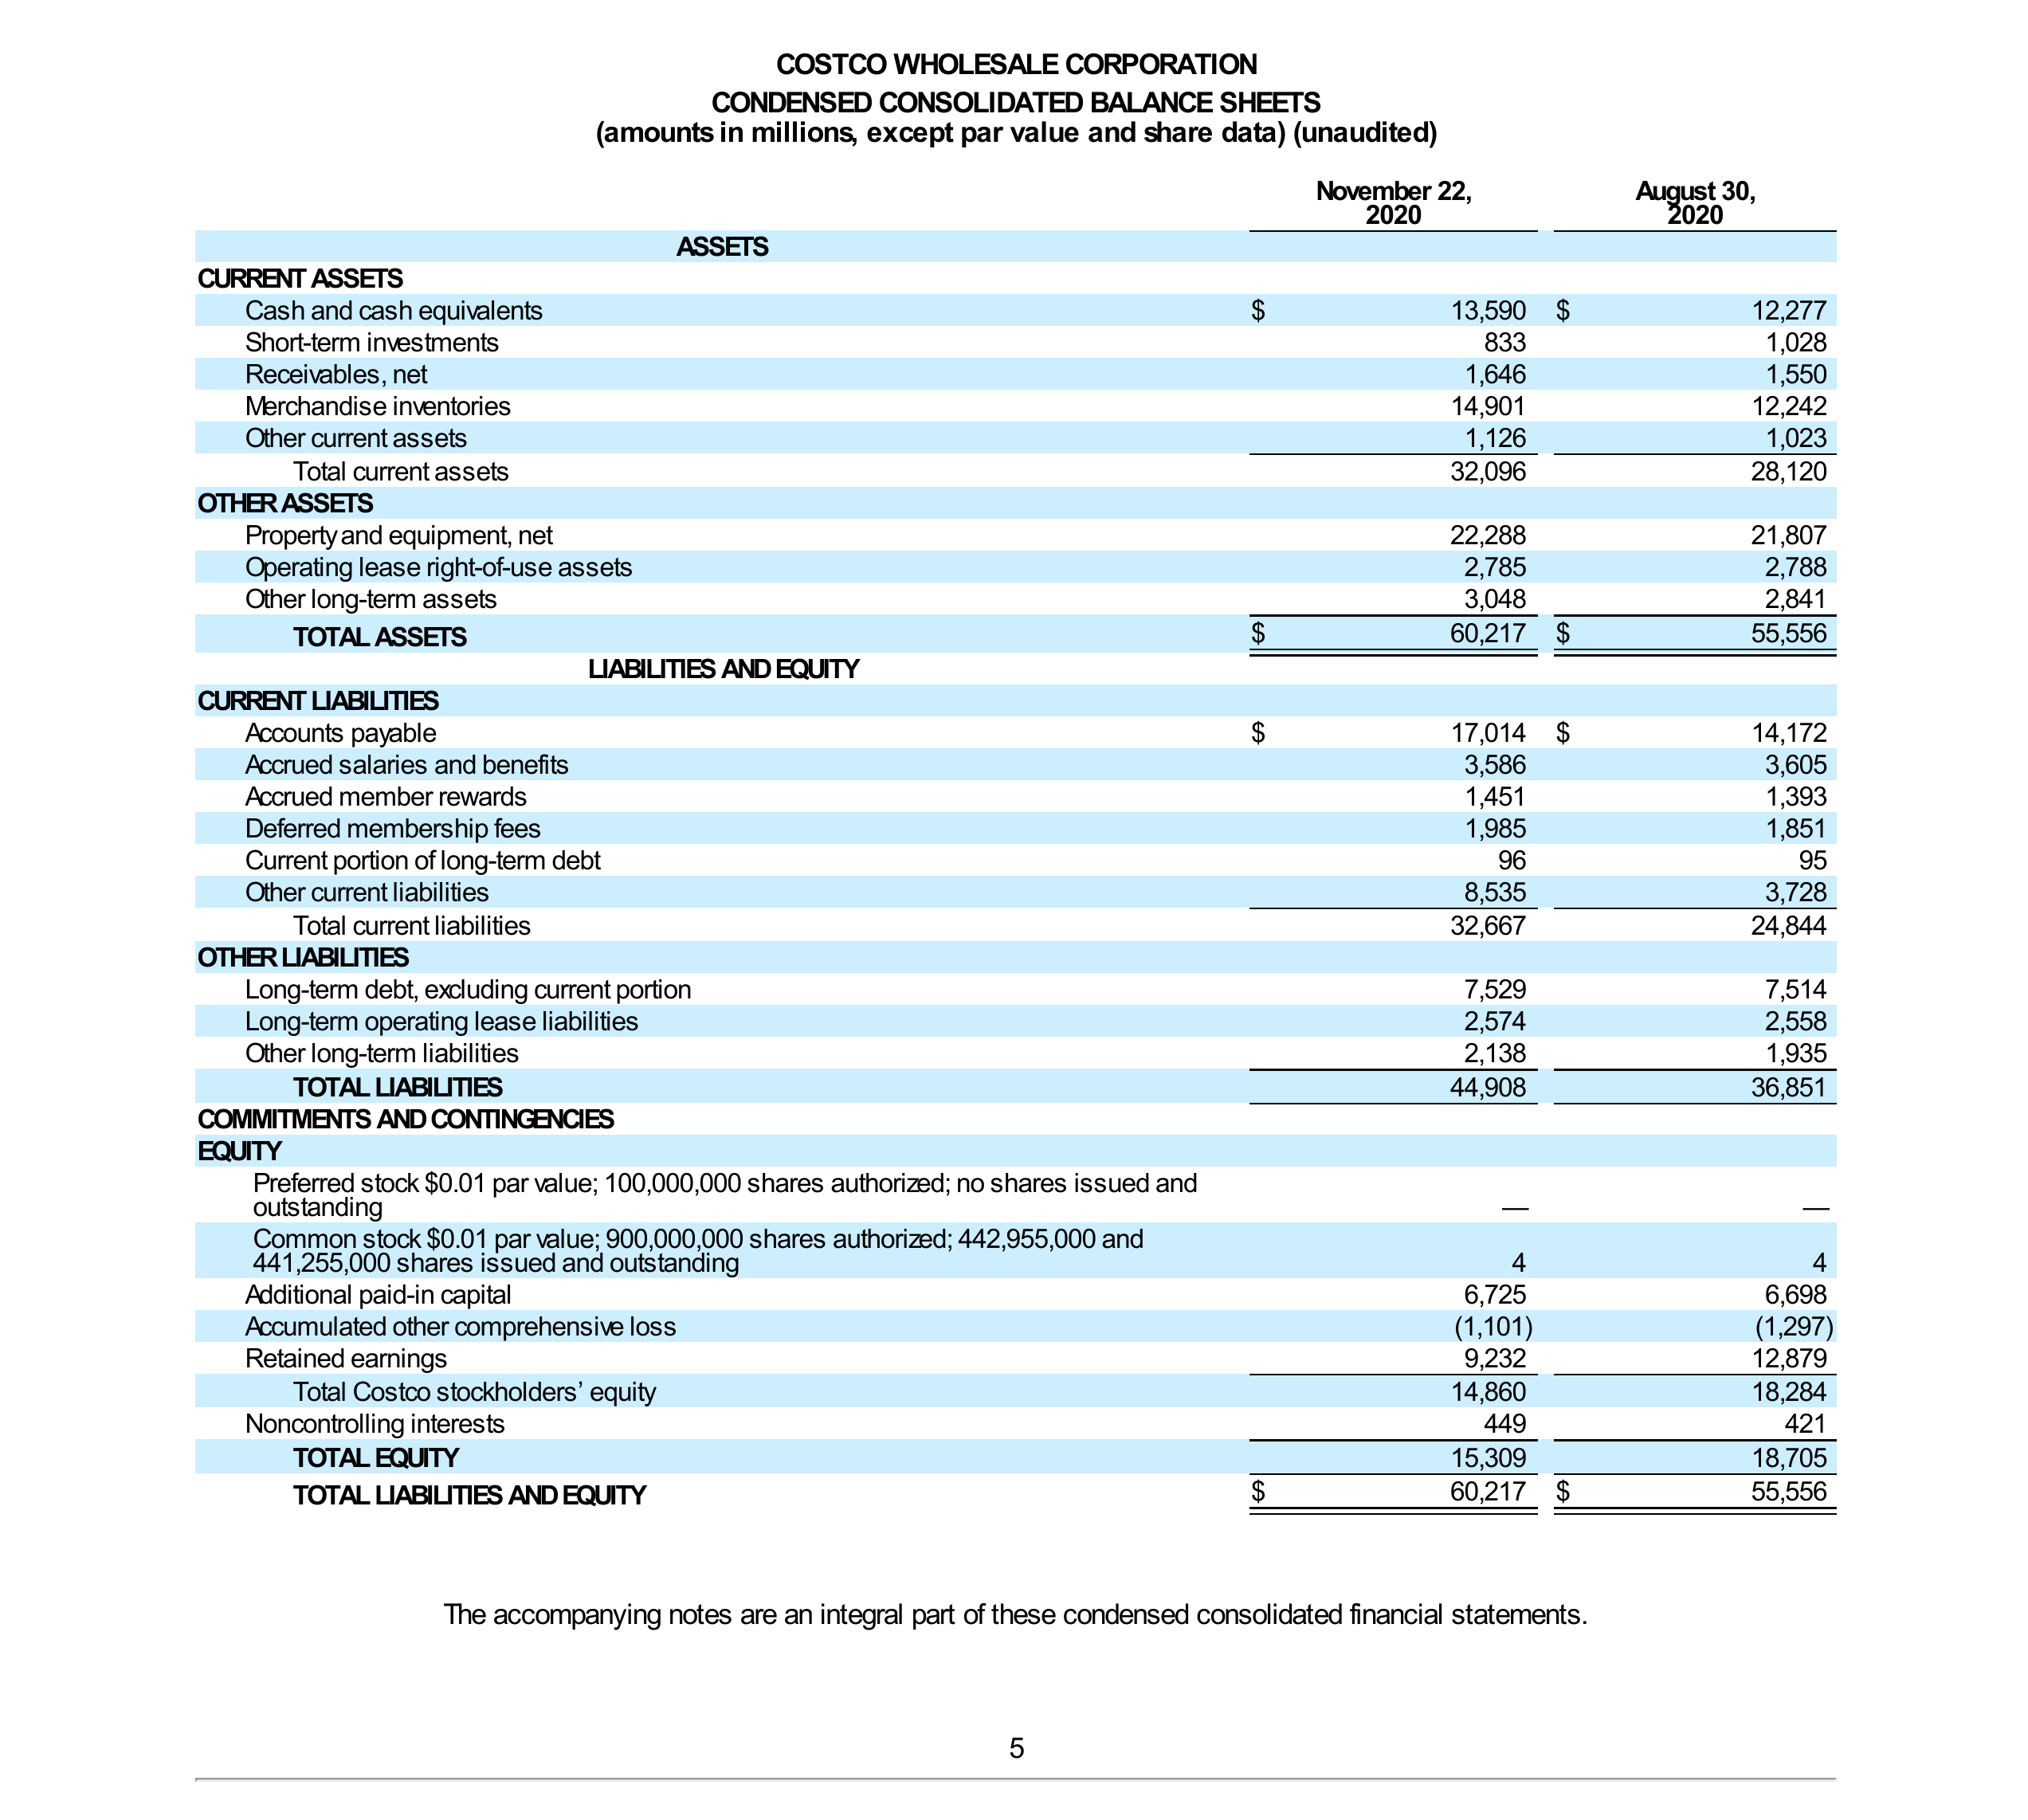 COSTCO WHOLESALE CORPORATION
CONDENSED CONSOLIDATED BALANCE SHEETS
(amounts in millions, except par value and share data) (unaudited)
November 22, 2020 August 30, 2020
ASSETS
CURRENT ASSETS
Cash and cash equivalents $ 13,590 $ 12,277
Short-term investments 833 1,028
Receivables, net 1,646 1,550
Merchandise inventories 14,901 12,242
Other current assets 1,126 1,023
Total current assets 32,096 28,120
OTHER ASSETS
Property and equipment, net 22,288 21,807
Operating lease right-of-use assets 2,785 2,788
Other long-term assets 3,048 2,841
TOTAL ASSETS $ 60,217 $ 55,556
LIABILITIES AND EQUITY
CURRENT LIABILITIES
Accounts payable $ 17,014 $ 14,172
Accrued salaries and benefits 3,586 3,605
Accrued member rewards 1,451 1,393
Deferred membership fees 1,985 1,851
Current portion of long-term debt 96 95
Other current liabilities 8,535 3,728
Total current liabilities 32,667 24,844
OTHER LIABILITIES
Long-term debt, excluding current portion 7,529 7,514
Long-term operating lease liabilities 2,574 2,558
Other long-term liabilities 2,138 1,935
TOTAL LIABILITIES 44,908 36,851
COMMITMENTS AND CONTINGENCIES
EQUITY
Preferred stock $0.01 par value; 100,000,000 shares authorized; no shares issued and
outstanding — —
Common stock $0.01 par value; 900,000,000 shares authorized; 442,955,000 and
441,255,000 shares issued and outstanding 4 4
Additional paid-in capital 6,725 6,698
Accumulated other comprehensive loss (1,101) (1,297)
Retained earnings 9,232 12,879
Total Costco stockholders’ equity 14,860 18,284
Noncontrolling interests 449 421
TOTAL EQUITY 15,309 18,705
TOTAL LIABILITIES AND EQUITY $ 60,217 $ 55,556
The accompanying notes are an integral part of these condensed consolidated financial statements.
5